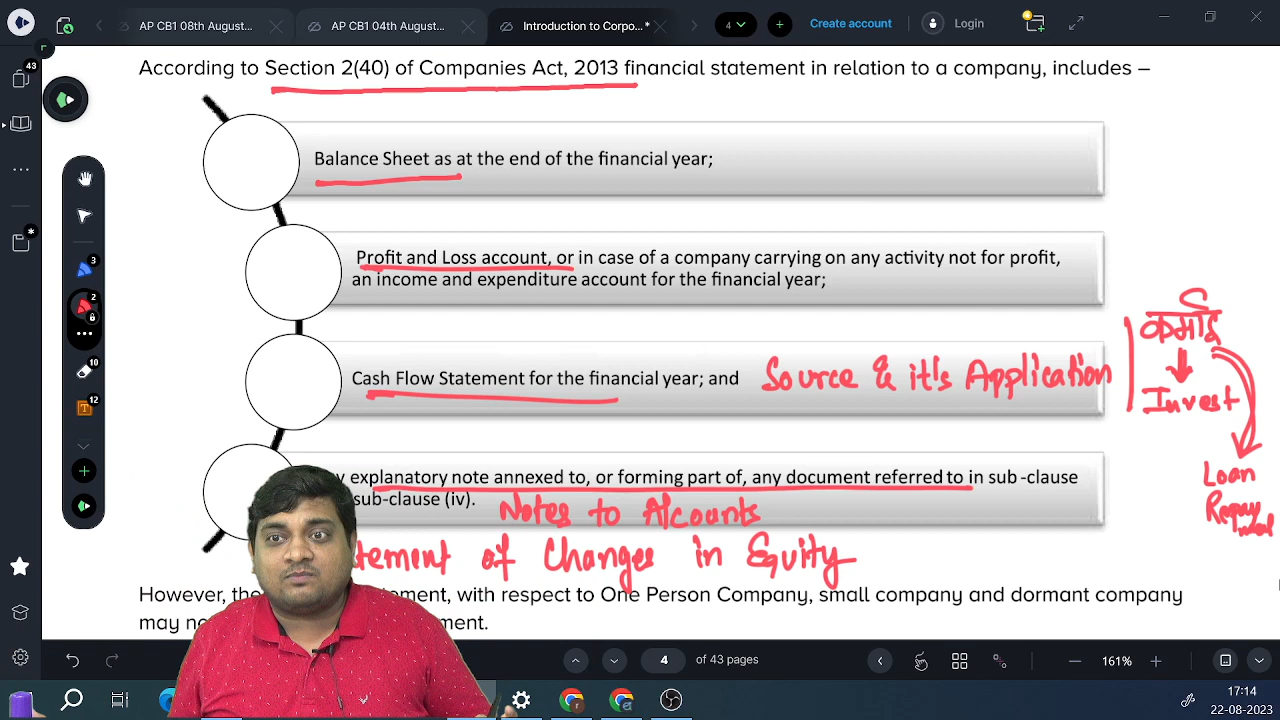 AP CB1 08th August...
AP CB1 04th August...
Introduction to Corpo...*
4
Create account
Login
43
According to Section 2(40) of Companies Act, 2013 financial statement in relation to a company, includes –
Balance Sheet as at the end of the financial year;
Profit and Loss account, or in case of a company carrying on any activity not for profit,
an income and expenditure account for the financial year;
Cash Flow Statement for the financial year; and
Source & it's Application
कमाई
Invest
Loan
explanatory note annexed to, or forming part of, any document referred to in sub-clause
sub-clause (iv).
Notes to
of Changes in Equity
However, the
with respect to One Person Company, small company and dormant company
may
3
2
10
12
4
of 43 pages
161%
17:14
22-08-2023